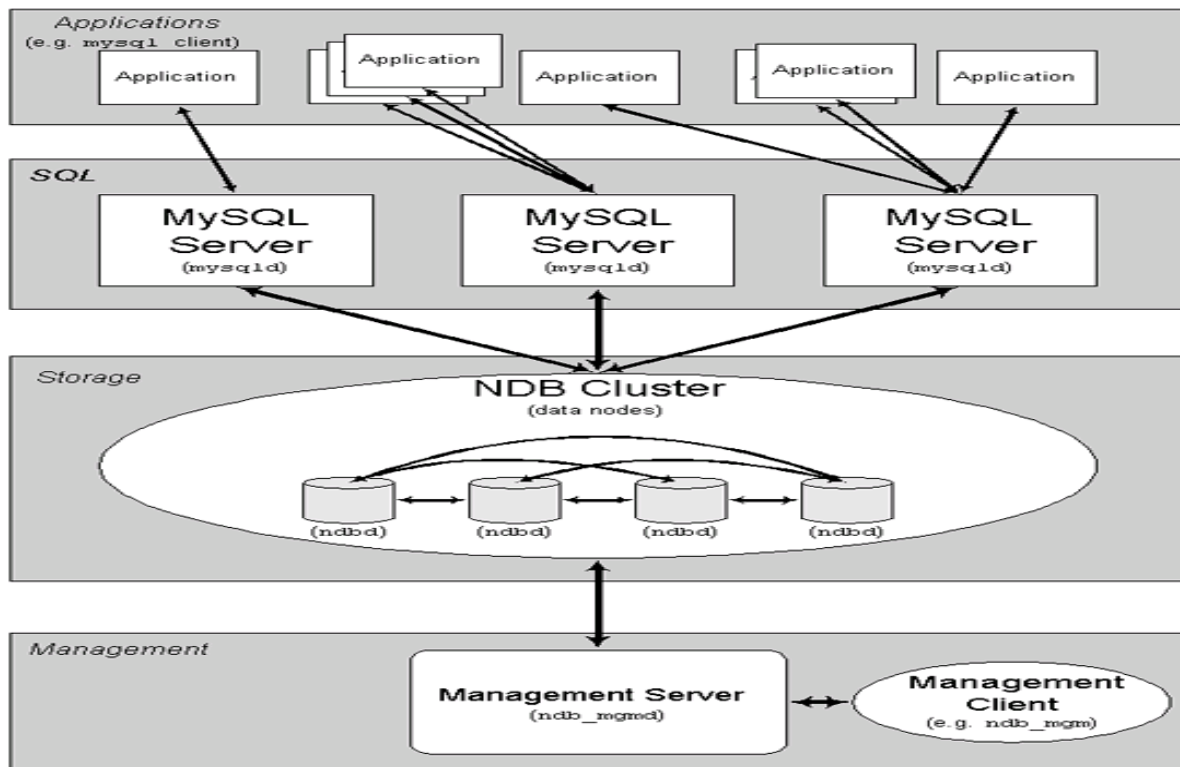 Applications
(e.g. mysql client)
Application
Application
Application
Application
Application
SQL
MySQL
Server
(mysqld)
MySQL
Server
(mysqld)
MySQL
Server
(mysqld)
Storage
NDB Cluster
(data nodes)
(ndbd)
(ndbd)
(ndbd)
(ndbd)
Management
Management Server
(ndb_mgmd)
Management
Client
(e.g. ndb_mgm)